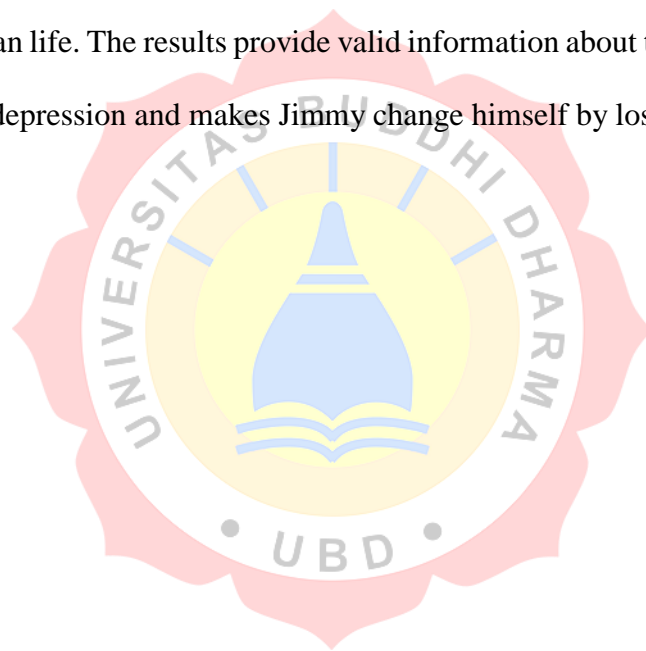 an life. The results provide valid information about
depression and makes Jimmy change himself by
UNIVERSITAS BUDDHI DHARMA
• UBD •